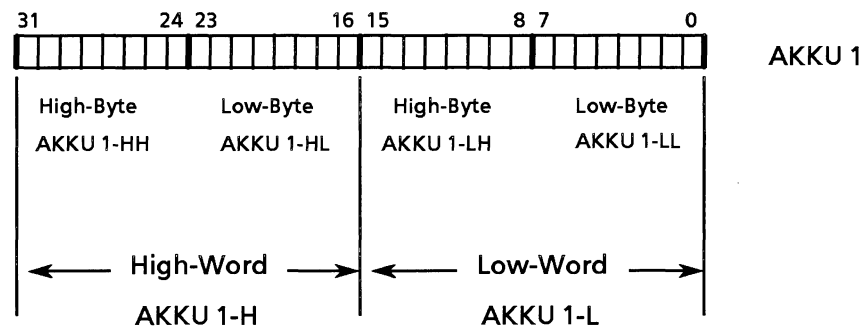 31 24 23 16 15 8 7 0
AKKU 1
High-Byte Low-Byte High-Byte Low-Byte
AKKU 1-HH AKKU 1-HL AKKU 1-LH AKKU 1-LL
High-Word Low-Word
AKKU 1-H AKKU 1-L